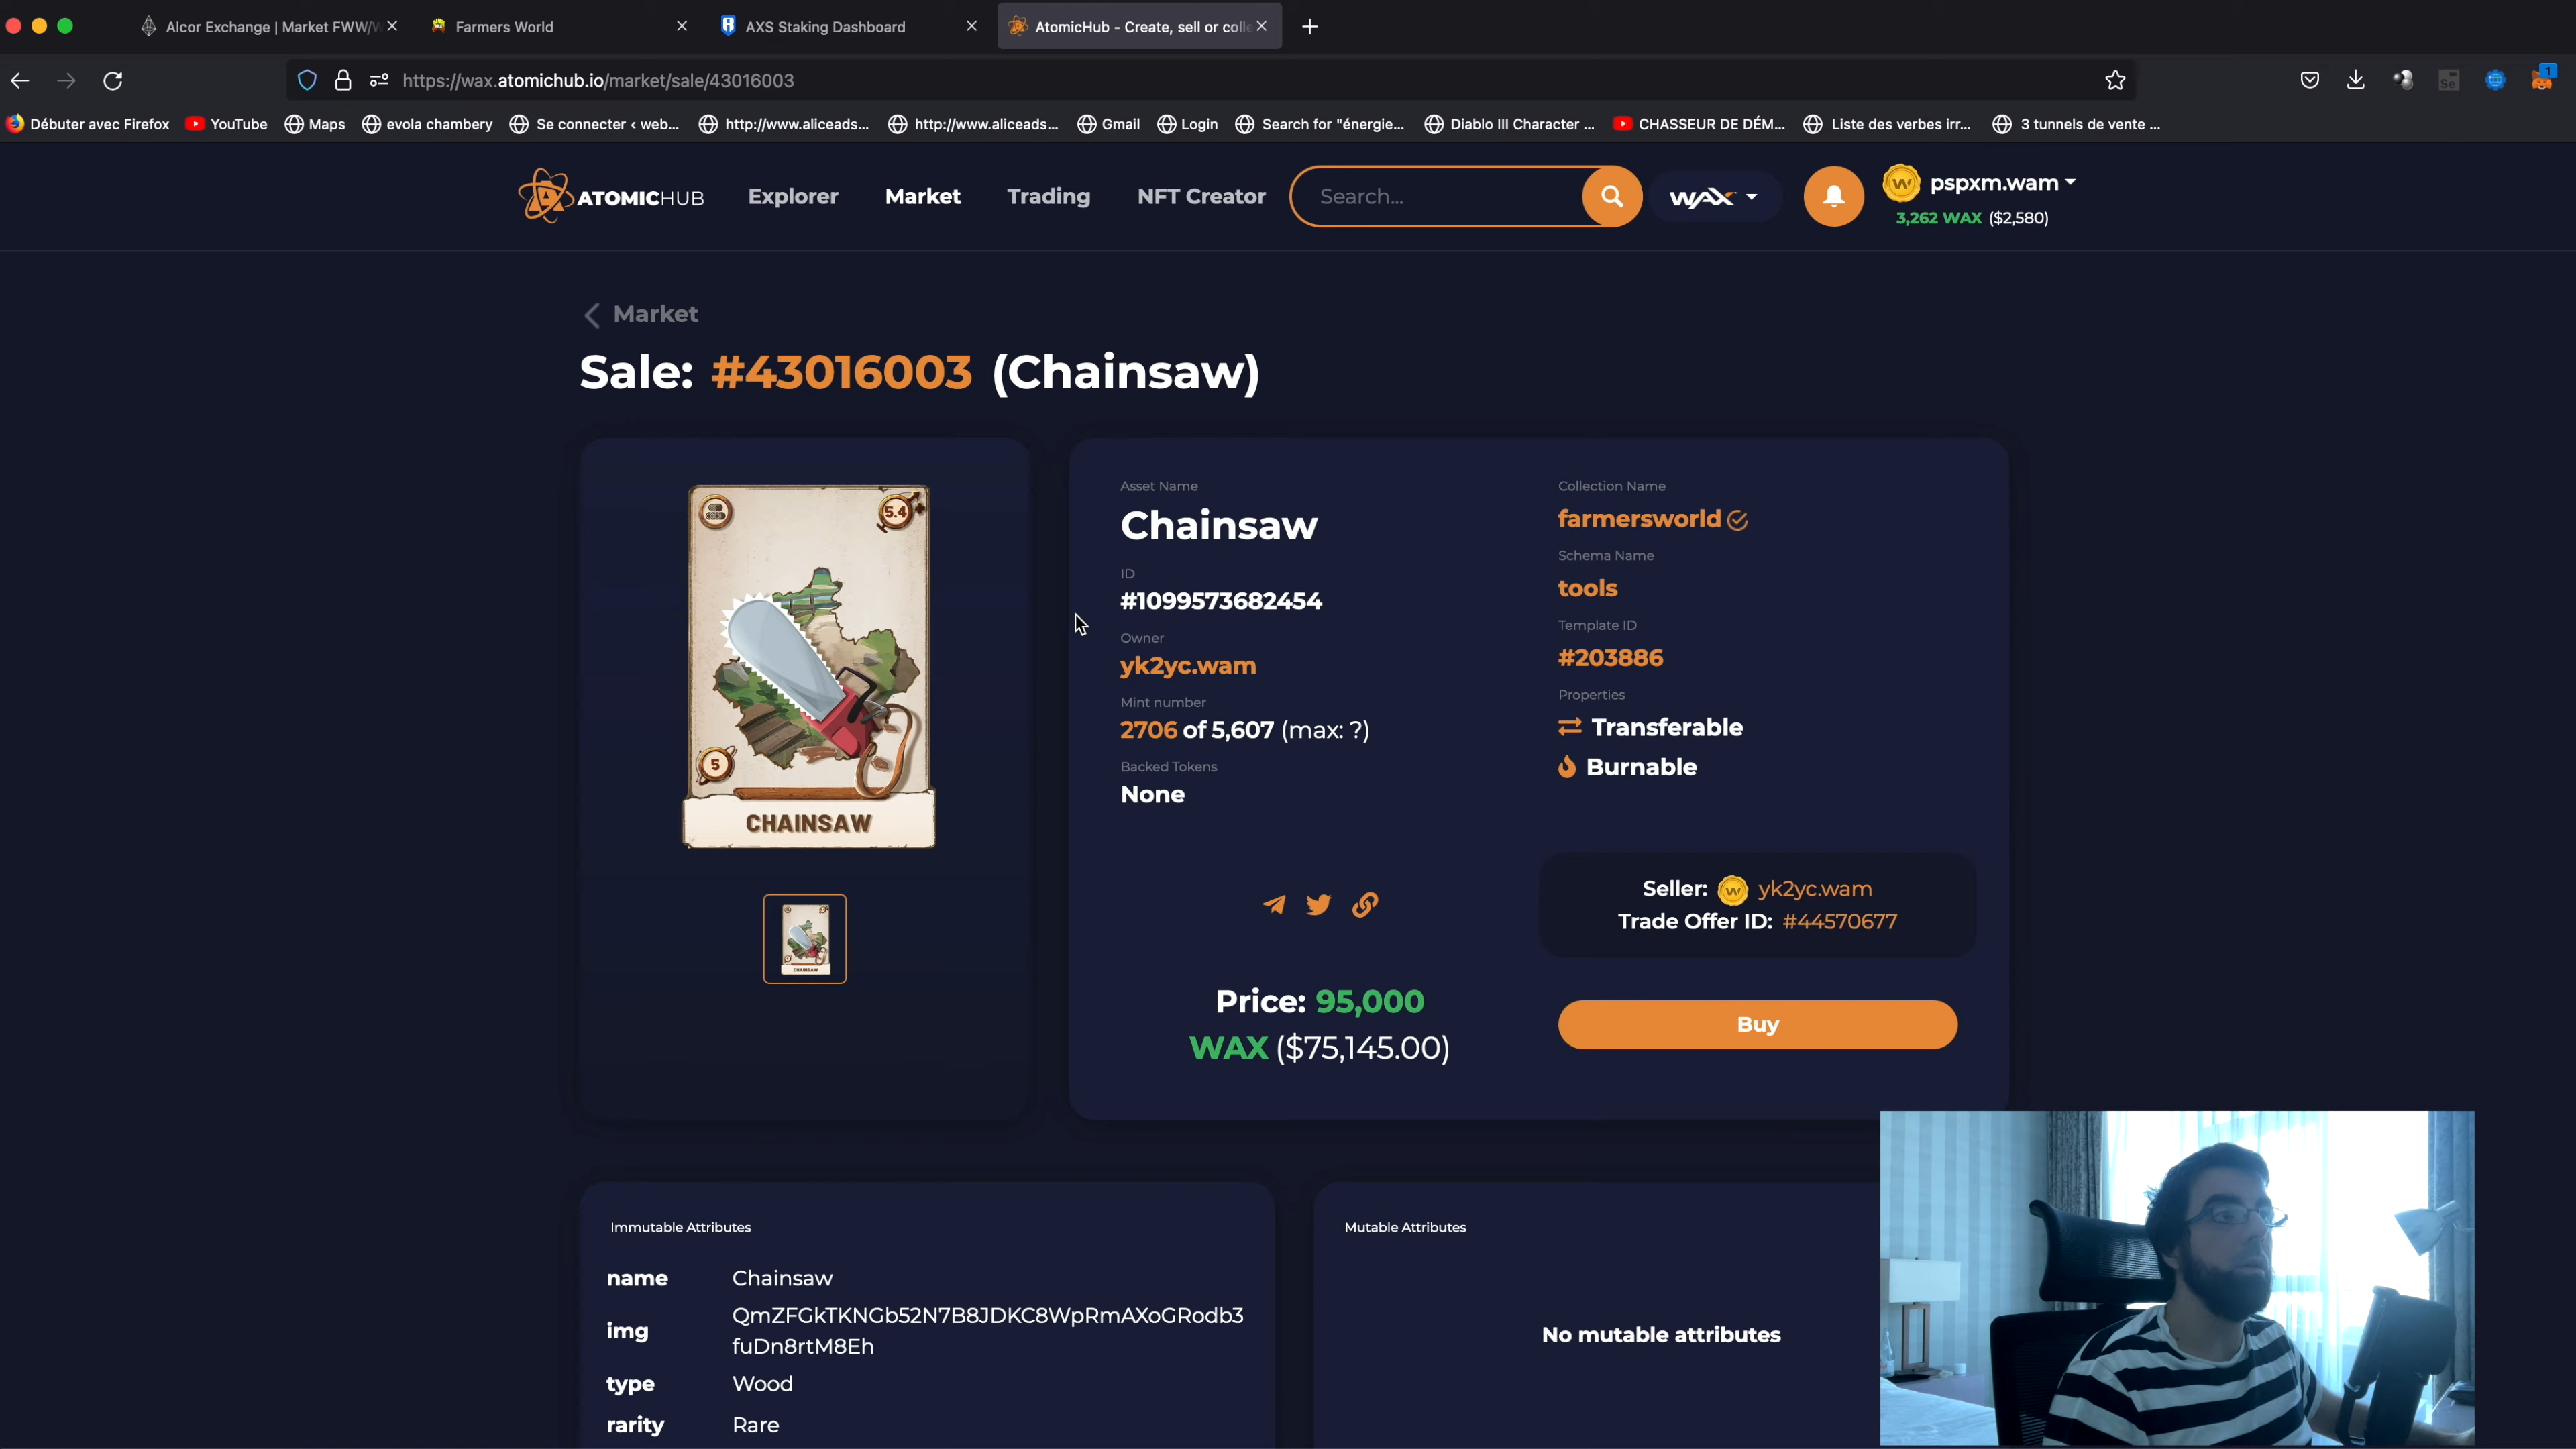 Alcor Exchange | Market FWW/W
Farmers World
AXS Staking Dashboard
AtomicHub - Create, sell or colle
https://wax.atomichub.io/market/sale/43016003
1
Débuter avec Firefox
YouTube
Maps
evola chambery
Se connecter ‹ web...
http://www.aliceads...
http://www.aliceads...
Gmail
Login
Search for "énergie...
Diablo III Character ...
CHASSEUR DE DÉM...
Liste des verbes irr...
3 tunnels de vente ...
ATOMICHUB
Explorer
Market
Trading
NFT Creator
Search...
WAX
pspxm.wam
3,262 WAX ($2,580)
Market
Sale: #43016003 (Chainsaw)
5.4
5
CHAINSAW
CHAINSAW
Asset Name
Chainsaw
ID
#1099573682454
Owner
yk2yc.wam
Mint number
2706 of 5,607 (max: ?)
Backed Tokens
None
Collection Name
farmersworld
Schema Name
tools
Template ID
#203886
Properties
Transferable
Burnable
Seller: yk2yc.wam
Trade Offer ID: #44570677
Price: 95,000
WAX ($75,145.00)
Buy
Immutable Attributes
name Chainsaw
img QmZFGkTKNGb52N7B8JDKC8WpRmAXoGRodb3
fuDn8rtM8Eh
type Wood
rarity Rare
Mutable Attributes
No mutable attributes